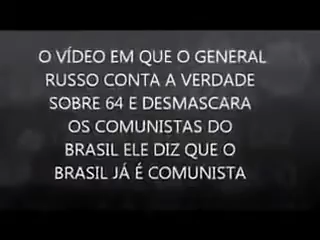 O VÍDEO EM QUE O GENERAL
RUSSO CONTA A VERDADE
SOBRE 64 E DESMASCARA
OS COMUNISTAS DO
BRASIL ELE DIZ QUE O
BRASIL JÁ É COMUNISTA